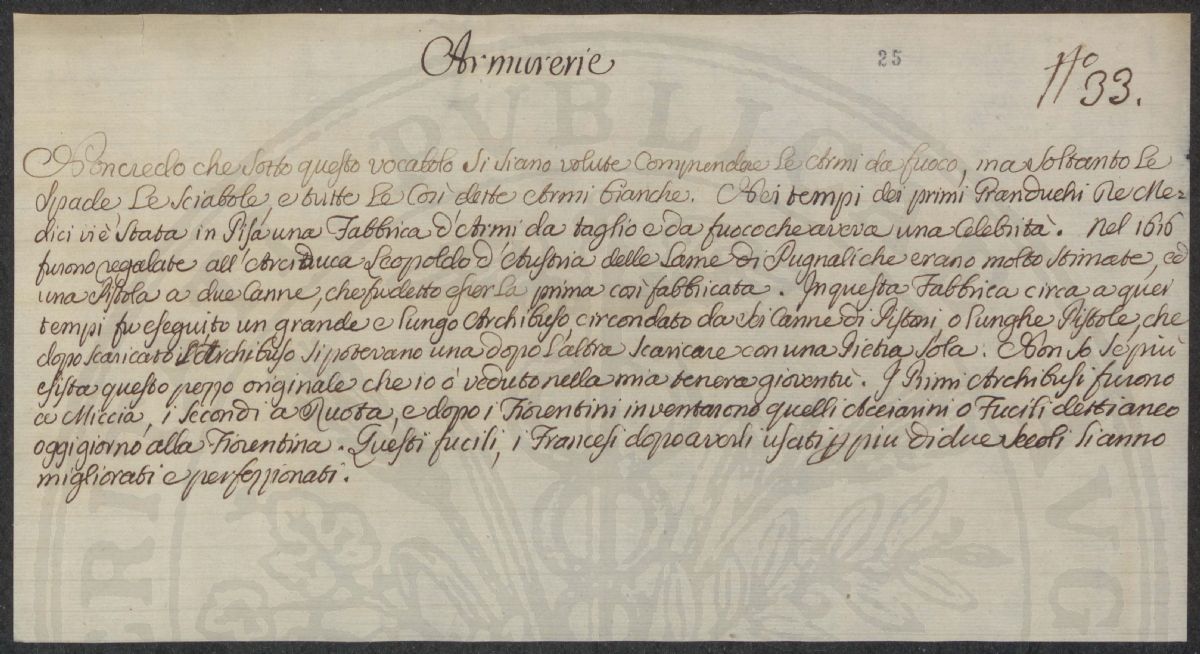 Armurerie
25
No 33.
Non credo che sotto questo vocabolo si siano volute Comprendere Le Armi da fuoco, ma soltanto Le
Spade, Le Sciabole, e tutte Le Così dette Armi bianche. Nei tempi dei primi Granduchi De Me-
dici vi è stata in Pisa una Fabbrica d'Armi da taglio e da fuoco che aveva una Celebrità. Nel 1616
furono regalate all'Arciduca Leopoldo d'Austria delle Lame di Pugnali che erano molto stimate, ed
una Pistola a due Canne, che fu detto esser La prima così fabbricata. In questa Fabbrica circa a quei
tempi fu eseguito un grande e lungo Archibuso, circondato da sei Canne di Pistoni, o lunghe Pistole, che
dopo scaricato L'Archibuso si potevano una dopo L'altra scaricare con una Pietra sola. Non so se più
esista questo pezzo originale che io ò veduto nella mia tenera gioventù. I Primi Archibusi furono
a Miccia, i secondi a Ruota, e dopo i Fiorentini inventarono quelli Acciarini o Fucili detti anco
oggi giorno alla Fiorentina. Questi fucili, i Francesi dopo averli usati p più di due secoli li anno
migliorati e perfezzionati.
PUBLIC